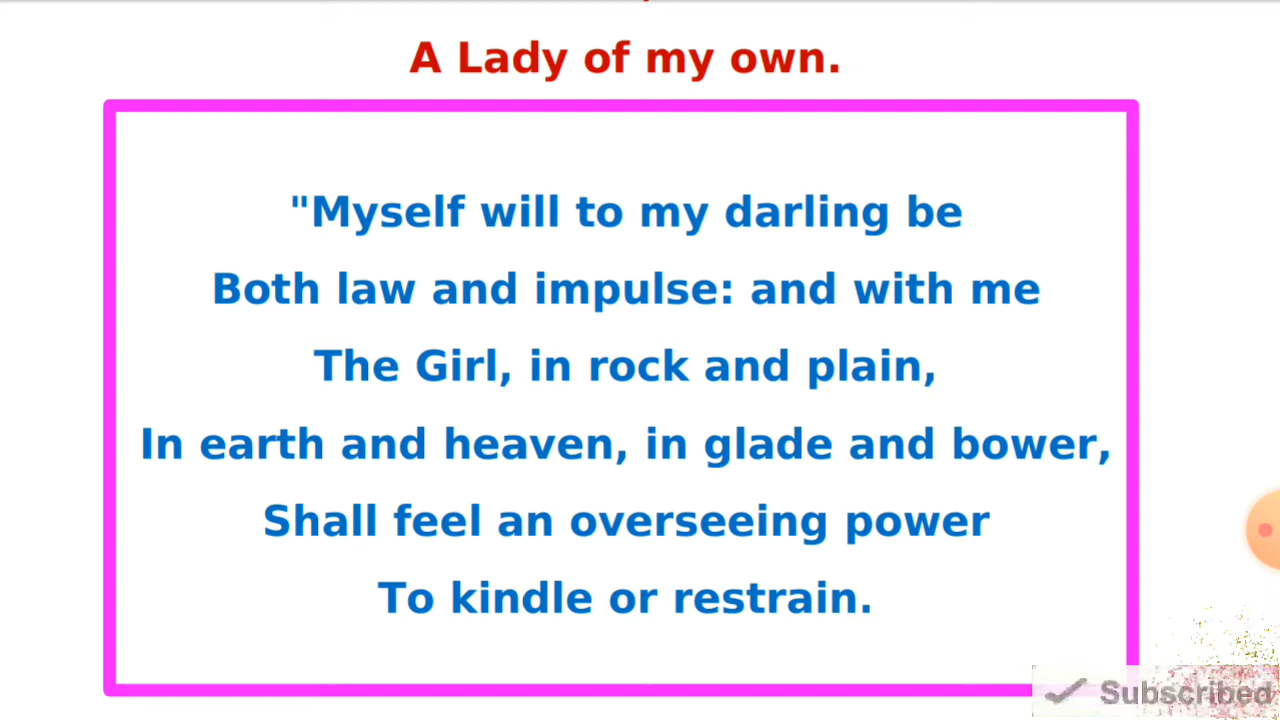 A Lady of my own.
"Myself will to my darling be
Both law and impulse: and with me
The Girl, in rock and plain,
In earth and heaven, in glade and bower,
Shall feel an overseeing power
To kindle or restrain.
Subscribed